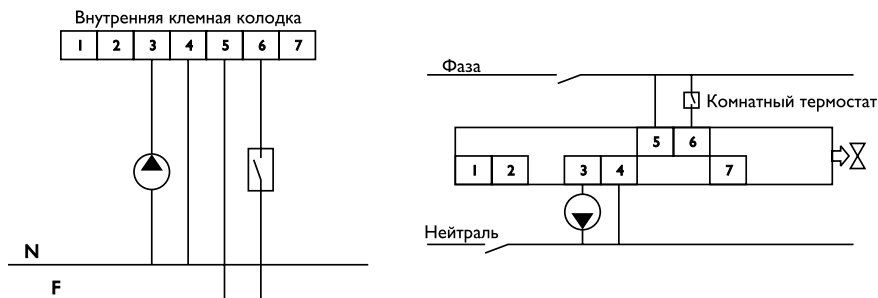 Внутренняя клемная колодка
1 2 3 4 5 6 7
N
F
Фаза
Комнатный термостат
5 6
1 2 3 4 7
Нейтраль